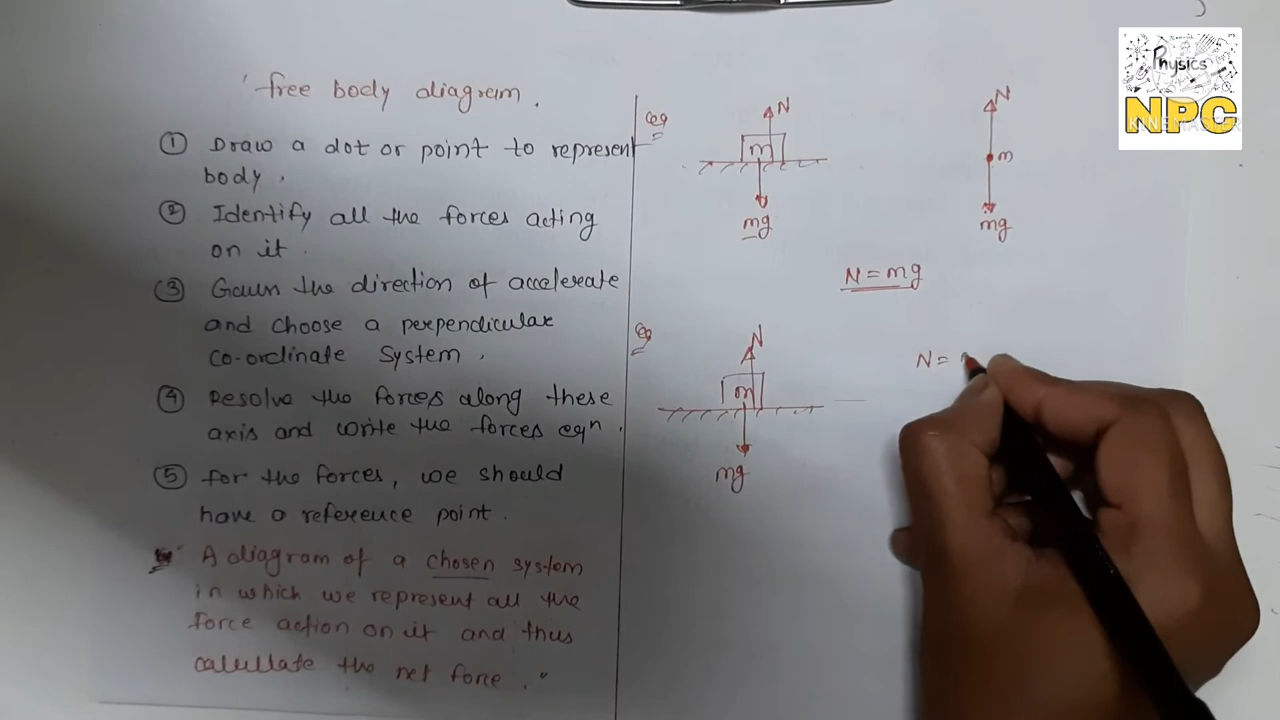 ' free body diagram.
① Draw a dot or point to represent
body.
② Identify all the forces acting
on it.
③ the direction of accelerate
and choose a perpendicular
co-ordinate system.
④ Resolve the forces along these
axis and write the forces eqn.
⑤ for the forces, we should
have a reference point.
" A diagram of a chosen system
in which we represent all the
force action on it and thus
calullate the net force. "
eg
N
m
mg
N
m
mg
N = mg
eg
N
m
mg
N =
Physics
NPC